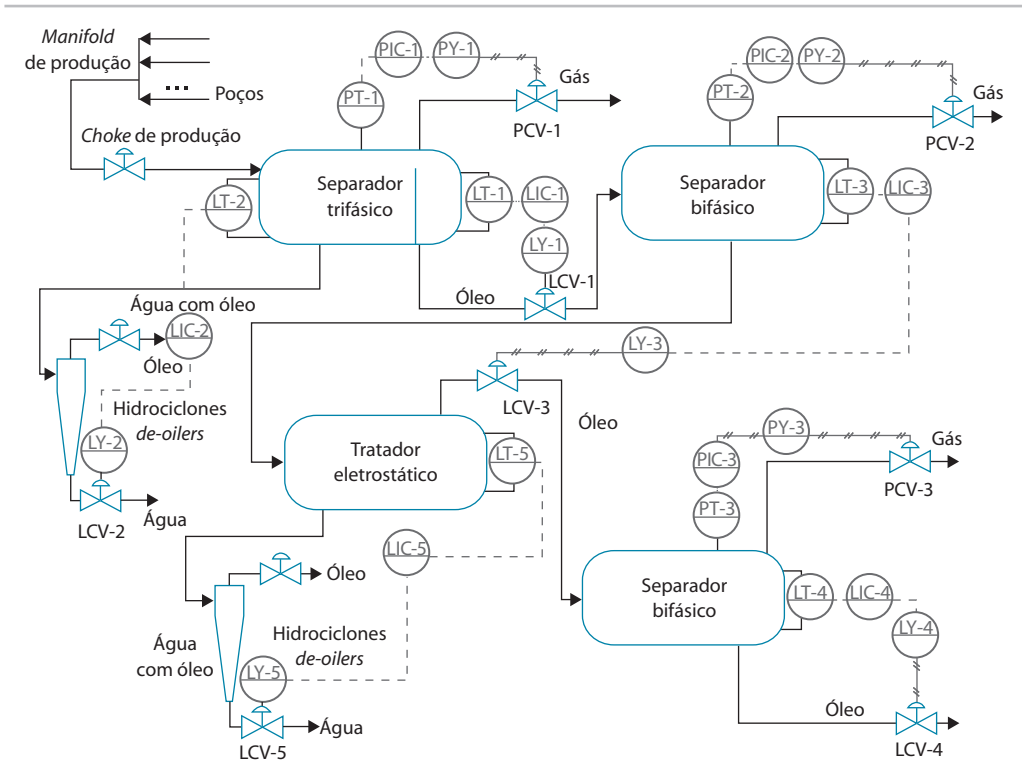 Manifold
de produção
Poços
Choke de produção
PIC-1
PY-1
PT-1
Gás
PCV-1
PIC-2
PY-2
PT-2
Gás
PCV-2
Separador
trifásico
LT-2
LT-1
LIC-1
LY-1
LCV-1
Óleo
Separador
bifásico
LT-3
LIC-3
Água com óleo
LIC-2
Óleo
Hidrociclones
de-oilers
LY-2
LCV-2
Água
LY-3
LCV-3
Óleo
Tratador
eletrostático
LT-5
LIC-5
PY-3
PIC-3
PT-3
Gás
PCV-3
Óleo
Água
com óleo
Hidrociclones
de-oilers
LY-5
LCV-5
Água
Separador
bifásico
LT-4
LIC-4
LY-4
Óleo
LCV-4